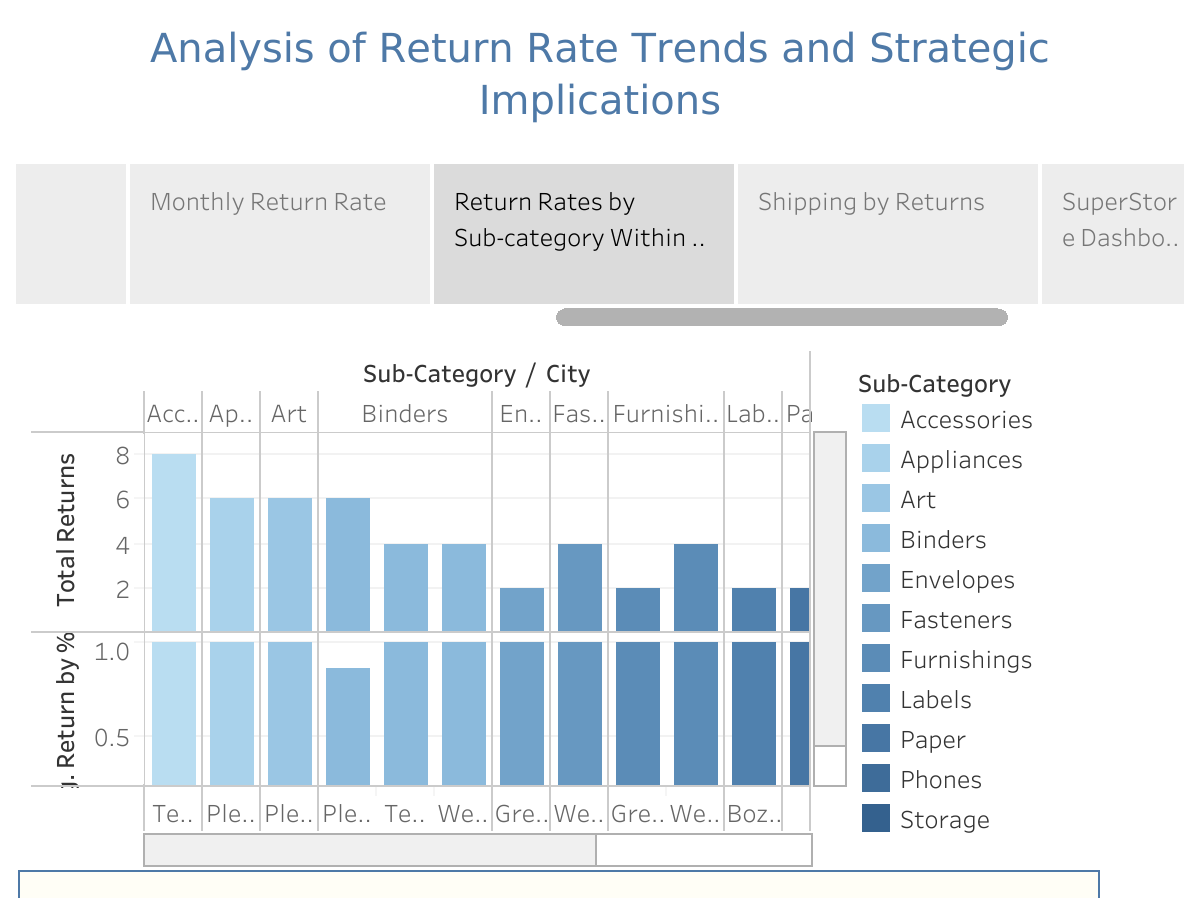 Analysis of Return Rate Trends and Strategic
Implications
Monthly Return Rate
Return Rates by
Sub-category Within ..
Shipping by Returns
SuperStor
e Dashbo..
Sub-Category / City
Acc.. Ap.. Art Binders En.. Fas.. Furnishi.. Lab.. Pa
Total Returns
8
6
4
2
g. Return by %
1.0
0.5
Te.. Ple.. Ple.. Ple.. Te.. We.. Gre.. We.. Gre.. We.. Boz..
Sub-Category
Accessories
Appliances
Art
Binders
Envelopes
Fasteners
Furnishings
Labels
Paper
Phones
Storage